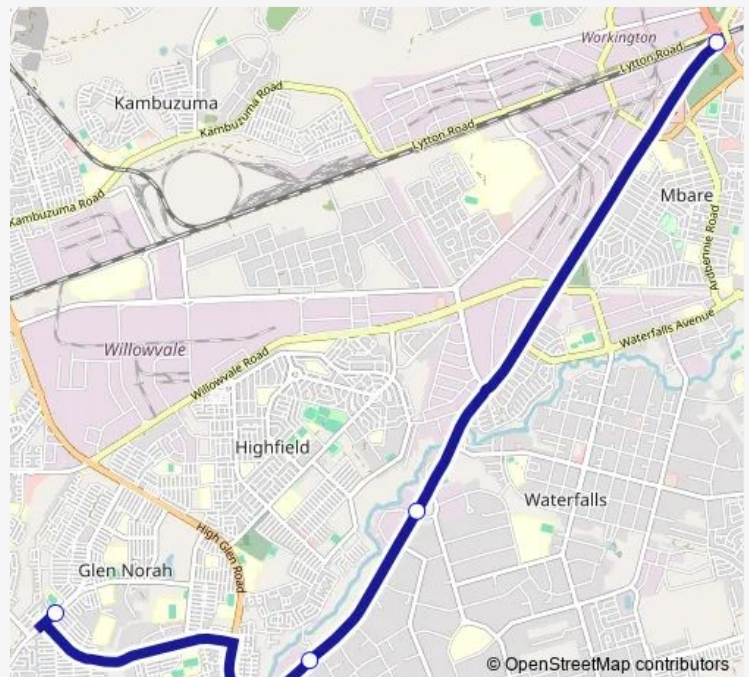 Workington
Lytton Road
Kambuzuma
Kambuzuma Road
Lytton Road
Mbare
Kambuzuma Road
Ardbennie Road
Waterfalls Avenue
Willowvale
Willowvale Road
Highfield
Waterfalls
High Glen Road
Glen Norah
© OpenStreetMap contributors